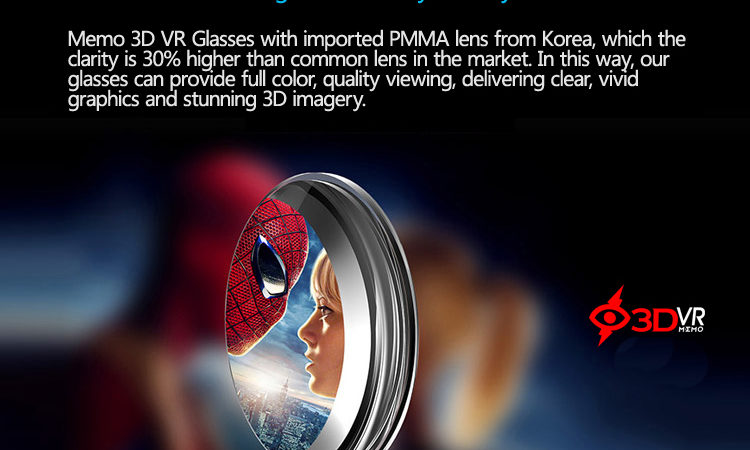 Memo 3D VR Glasses with imported PMMA lens from Korea, which the
clarity is 30% higher than common lens in the market. In this way, our
glasses can provide full color, quality viewing, delivering clear, vivid
graphics and stunning 3D imagery.
3DVR
MEMO